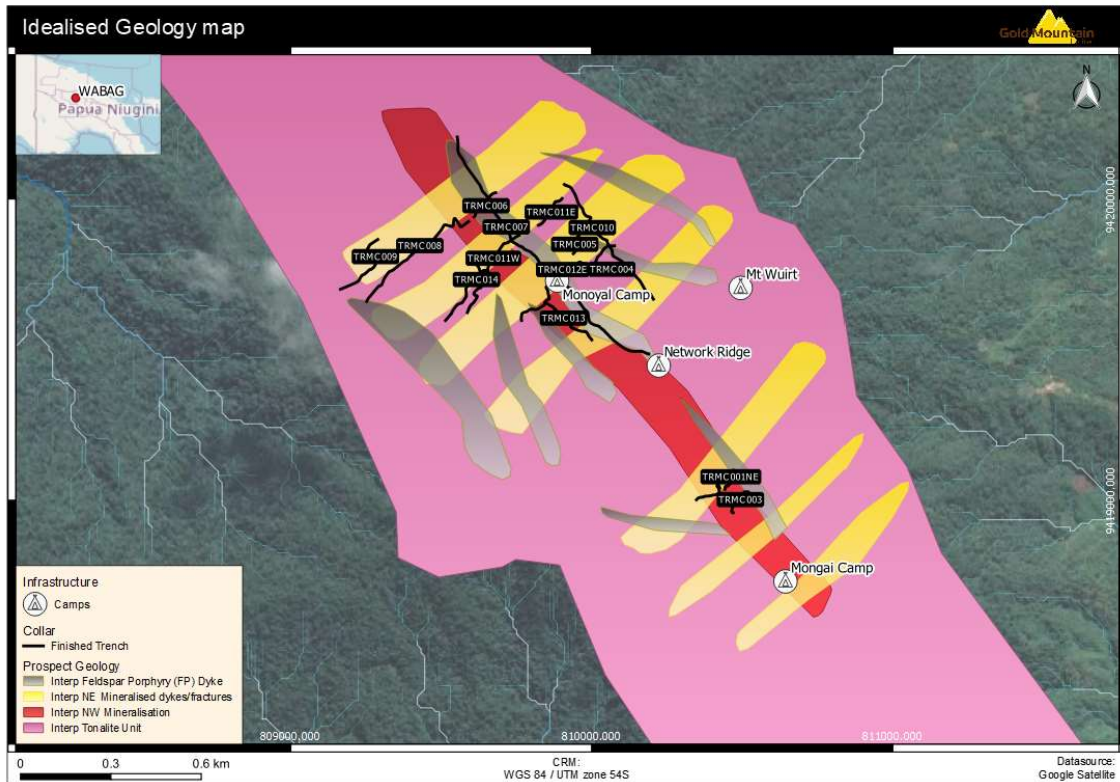 Idealised Geology map
Gold Mountain
WABAG
Papua Niugini
N
9420000.000
TRMC006
TRMC011E
TRMC007
TRMC010
TRMC008
TRMC005
TRMC009
TRMC011W
TRMC012E
TRMC004
TRMC014
Mt Wuirt
Monoyal Camp
TRMC013
Network Ridge
TRMC001NE
TRMC003
9419000.000
Mongai Camp
Infrastructure
Camps
Collar
Finished Trench
Prospect Geology
Interp Feldspar Porphyry (FP) Dyke
Interp NE Mineralised dykes/fractures
Interp NW Mineralisation
Interp Tonalite Unit
809000.000
810000.000
811000.000
0 0.3 0.6 km
CRM:
WGS 84 / UTM zone 54S
Datasource:
Google Satellite